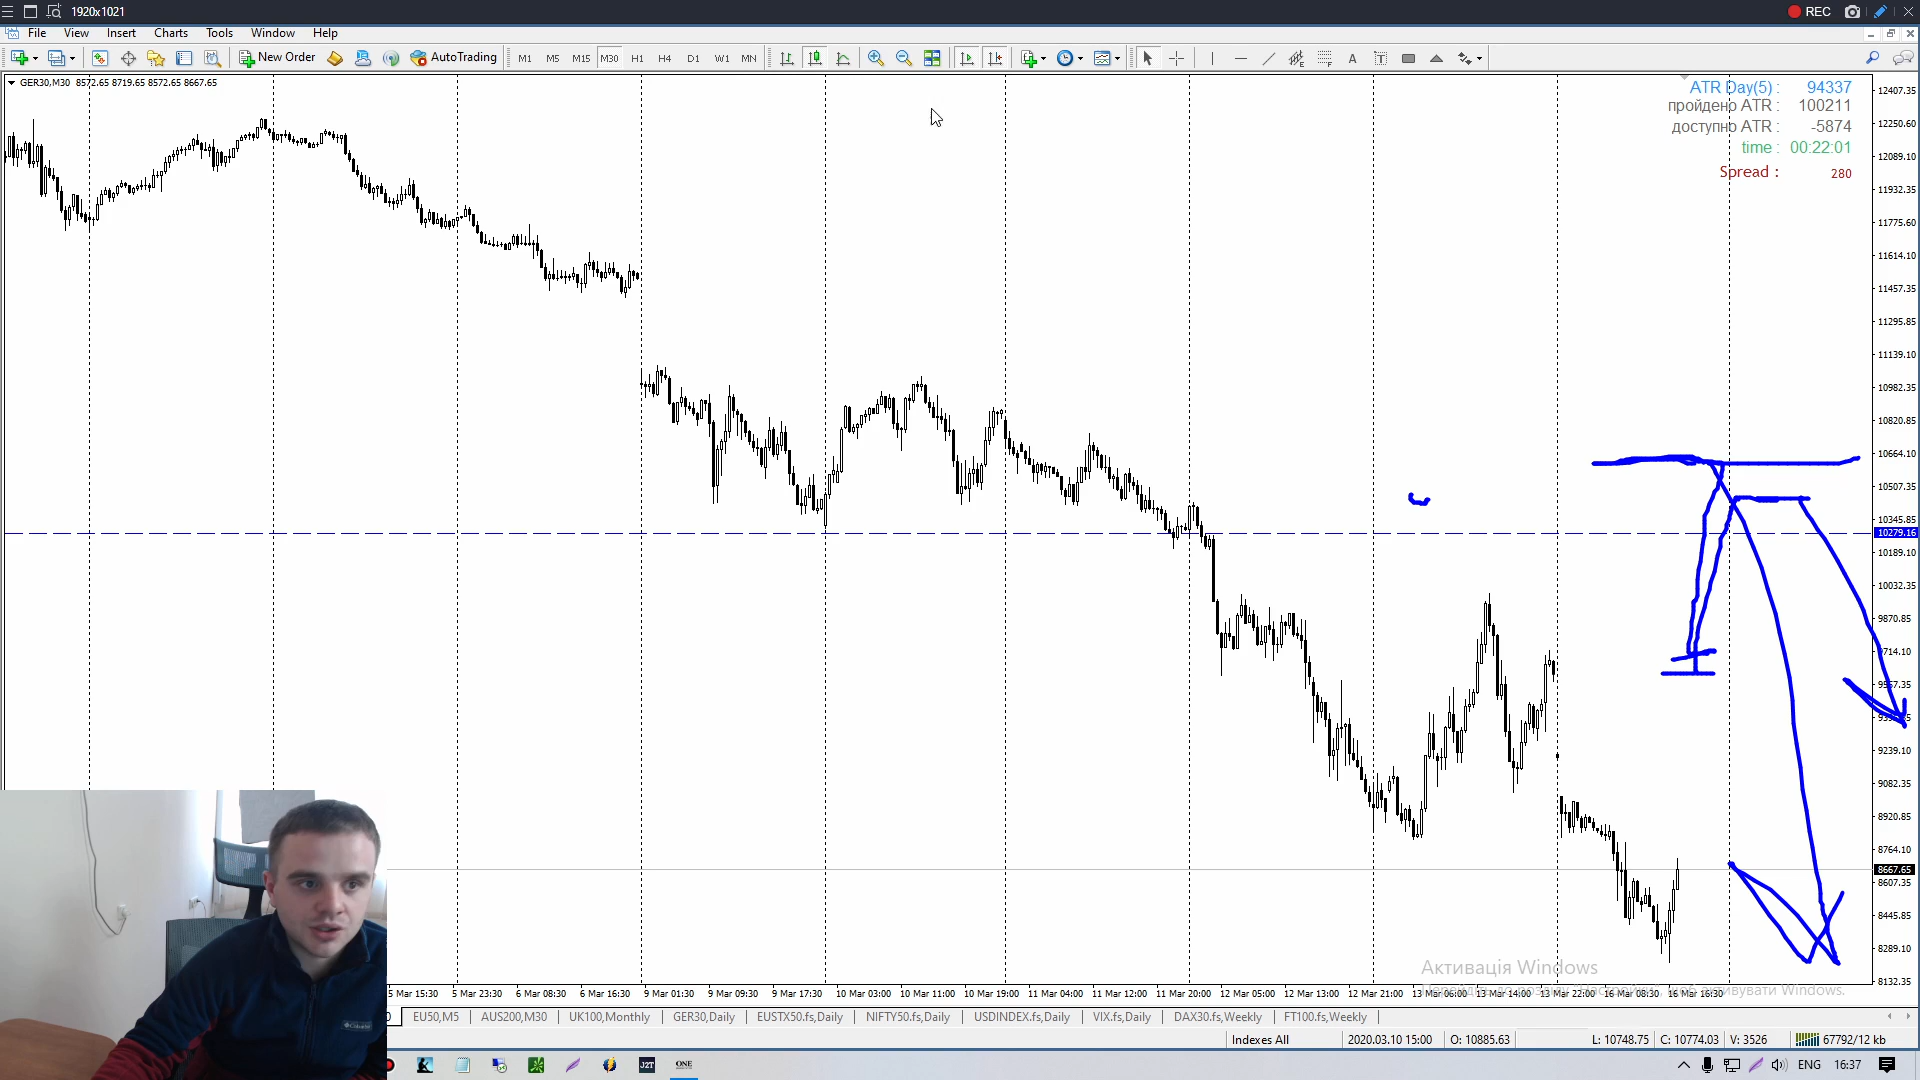 1920x1021
REC
File View Insert Charts Tools Window Help
New Order AutoTrading M1 M5 M15 M30 H1 H4 D1 W1 MN
GER30,M30 8572.65 8719.65 8572.65 8667.65
ATR Day(5) : 94337
пройдено ATR : 100211
доступно ATR : -5874
time : 00:22:01
Spread : 280
12407.35
12250.60
12089.10
11932.35
11775.60
11614.10
11457.35
11295.85
11139.10
10982.35
10820.85
10664.10
10507.35
10345.85
10279.16
10189.10
10032.35
9870.85
9239.10
9082.35
8920.85
8764.10
8667.65
8607.35
8445.85
8289.10
8132.35
Активація Windows
5 Mar 15:30 5 Mar 23:30 6 Mar 08:30 6 Mar 16:30 9 Mar 01:30 9 Mar 09:30 9 Mar 17:30 10 Mar 03:00 10 Mar 11:00 10 Mar 19:00 11 Mar 04:00 11 Mar 12:00 11 Mar 20:00 12 Mar 05:00 12 Mar 13:00 12 Mar 21:00 13 Mar 06:00 13 Mar 14:00 13 Mar 22:00 16 Mar 08:30 16 Mar 16:30
EU50,M5 AUS200,M30 UK100,Monthly GER30,Daily EUSTX50.fs,Daily NIFTY50.fs,Daily USDINDEX.fs,Daily VIX.fs,Daily DAX30.fs,Weekly FT100.fs,Weekly
Indexes All 2020.03.10 15:00 O: 10885.63 L: 10748.75 C: 10774.03 V: 3526 67792/12 kb
J2T ONE ENG 16:37
Columbia